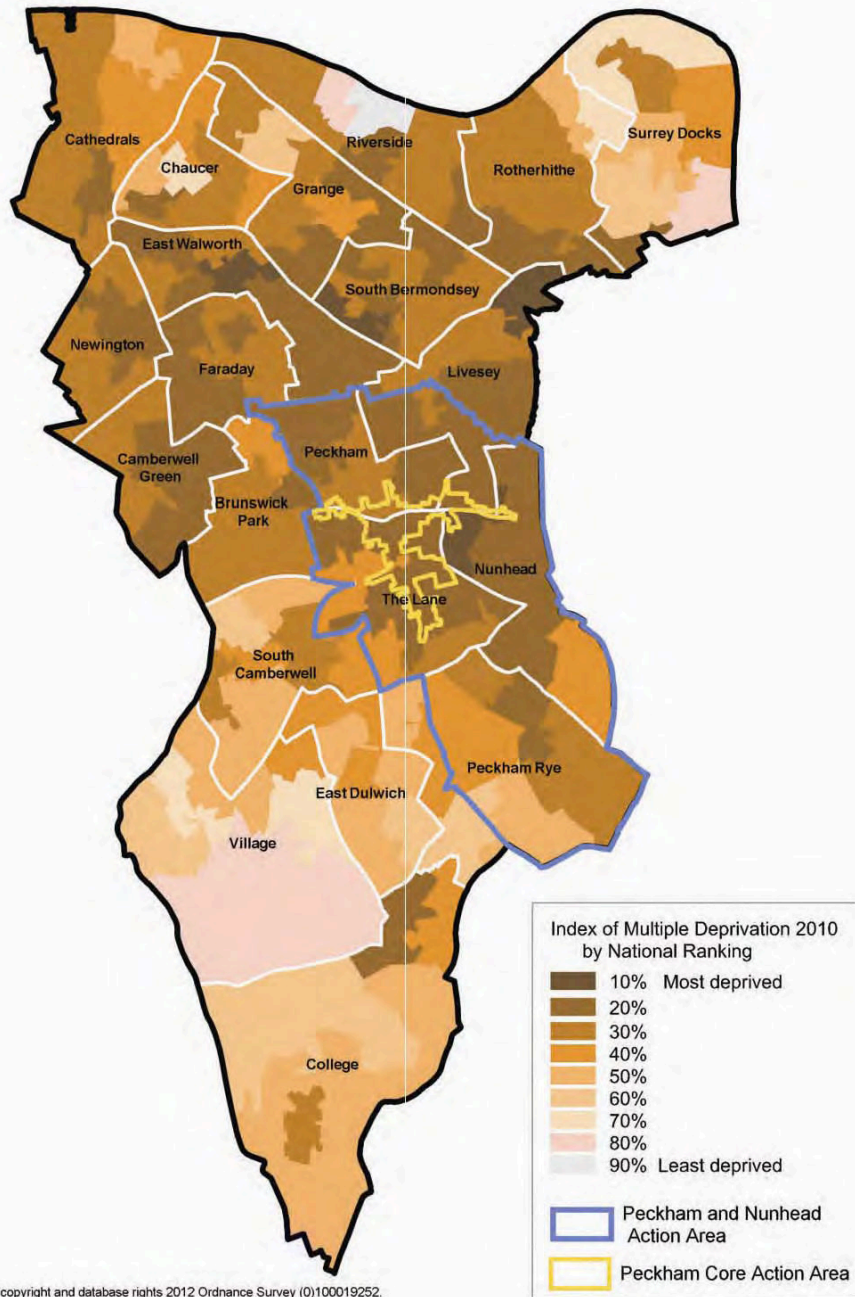 Cathedrals
Chaucer
Riverside
Grange
Rotherhithe
Surrey Docks
East Walworth
South Bermondsey
Newington
Faraday
Livesey
Camberwell
Green
Peckham
Brunswick
Park
Nunhead
The Lane
South
Camberwell
Peckham Rye
East Dulwich
Village
College
Index of Multiple Deprivation 2010
by National Ranking
10% Most deprived
20%
30%
40%
50%
60%
70%
80%
90% Least deprived
Peckham and Nunhead
Action Area
Peckham Core Action Area
copyright and database rights 2012 Ordnance Survey (0)100019252.